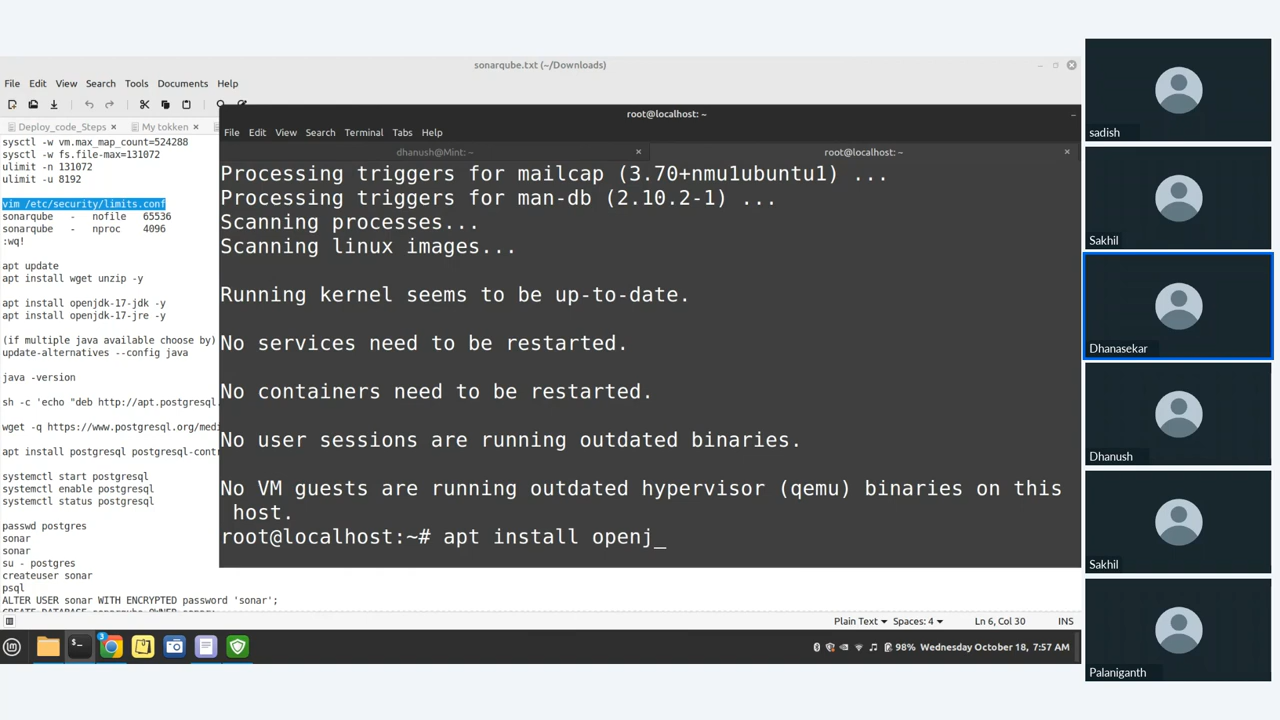 sonarqube.txt (~/Downloads)
File Edit View Search Tools Documents Help
Deploy_code_Steps × My tokken ×
sysctl -w vm.max_map_count=524288
sysctl -w fs.file-max=131072
ulimit -n 131072
ulimit -u 8192
vim /etc/security/limits.conf
sonarqube - nofile 65536
sonarqube - nproc 4096
:wq!
apt update
apt install wget unzip -y
apt install openjdk-17-jdk -y
apt install openjdk-17-jre -y
(if multiple java available choose by)
update-alternatives --config java
java -version
sh -c 'echo "deb http://apt.postgresql.
wget -q https://www.postgresql.org/med
apt install postgresql postgresql-cont
systemctl start postgresql
systemctl enable postgresql
systemctl status postgresql
passwd postgres
sonar
sonar
su - postgres
createuser sonar
psql
ALTER USER sonar WITH ENCRYPTED password 'sonar';
root@localhost: ~
File Edit View Search Terminal Tabs Help
dhanush@Mint: ~ × root@localhost: ~ ×
Processing triggers for mailcap (3.70+nmu1ubuntu1) ...
Processing triggers for man-db (2.10.2-1) ...
Scanning processes...
Scanning linux images...
Running kernel seems to be up-to-date.
No services need to be restarted.
No containers need to be restarted.
No user sessions are running outdated binaries.
No VM guests are running outdated hypervisor (qemu) binaries on this
host.
root@localhost:~# apt install openj_
Plain Text Spaces: 4 Ln 6, Col 30 INS
3
98% Wednesday October 18, 7:57 AM
sadish
Sakhil
Dhanasekar
Dhanush
Sakhil
Palaniganth